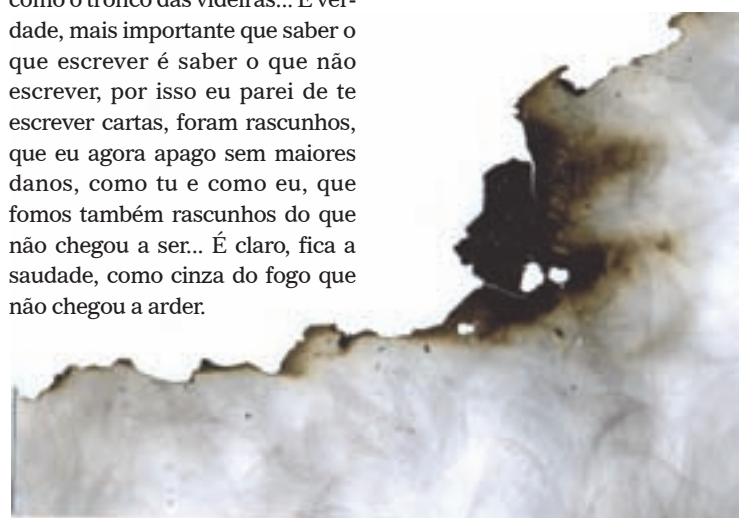 como o tronco das videiras... É ver-
dade, mais importante que saber o
que escrever é saber o que não
escrever, por isso eu parei de te
escrever cartas, foram rascunhos,
que eu agora apago sem maiores
danos, como tu e como eu, que
fomos também rascunhos do que
não chegou a ser... É claro, fica a
saudade, como cinza do fogo que
não chegou a arder.